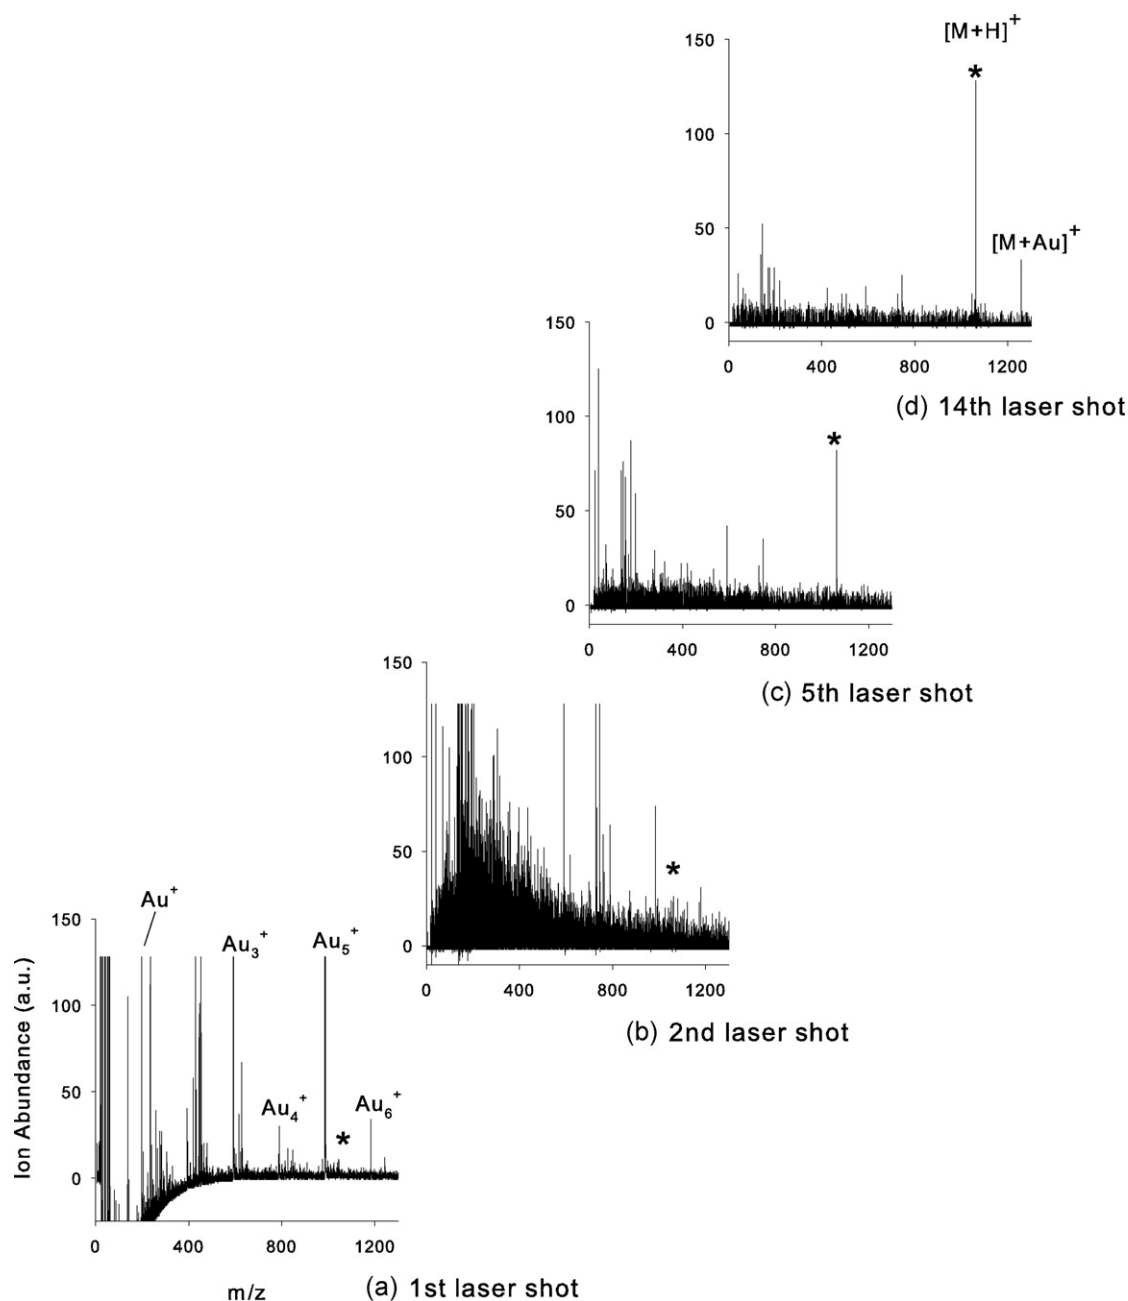 [M+H]+
*
150
100
50
0
[M+Au]+
0 400 800 1200
(d) 14th laser shot
150
100
50
0
*
0 400 800 1200
(c) 5th laser shot
150
100
50
0
*
0 400 800 1200
(b) 2nd laser shot
Ion Abundance (a.u.)
150
100
50
0
Au+
Au3+
Au5+
Au4+
*
Au6+
0 400 800 1200
m/z
(a) 1st laser shot